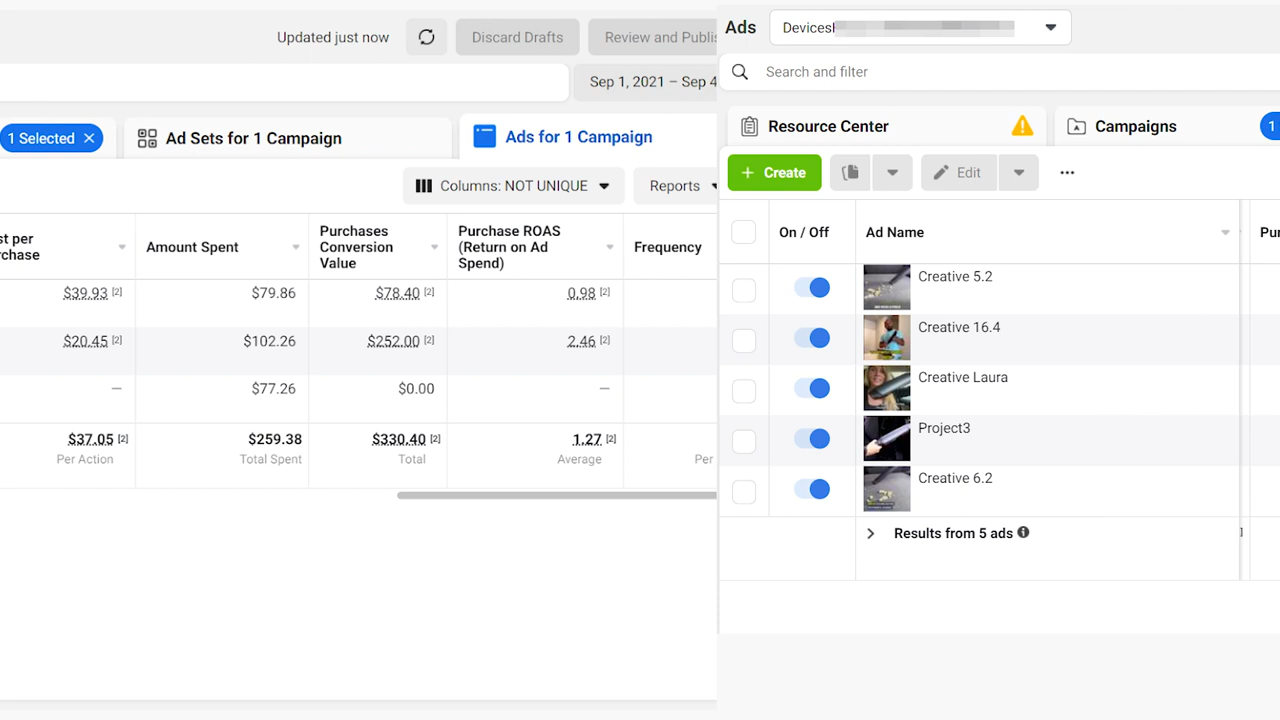 Updated just now
Discard Drafts
Review and Publis
Sep 1, 2021 – Sep 4
1 Selected
Ad Sets for 1 Campaign
Ads for 1 Campaign
Columns: NOT UNIQUE
Reports
st per
rchase
Amount Spent
Purchases
Conversion
Value
Purchase ROAS
(Return on Ad
Spend)
Frequency
$39.93 [2]
$79.86
$78.40 [2]
0.98 [2]
$20.45 [2]
$102.26
$252.00 [2]
2.46 [2]
—
$77.26
$0.00
—
$37.05 [2]
$259.38
$330.40 [2]
1.27 [2]
Per Action
Total Spent
Total
Average
Per
Ads
Devices
Search and filter
Resource Center
Campaigns
1
+ Create
Edit
On / Off
Ad Name
Pur
Creative 5.2
Creative 16.4
Creative Laura
Project3
Creative 6.2
Results from 5 ads